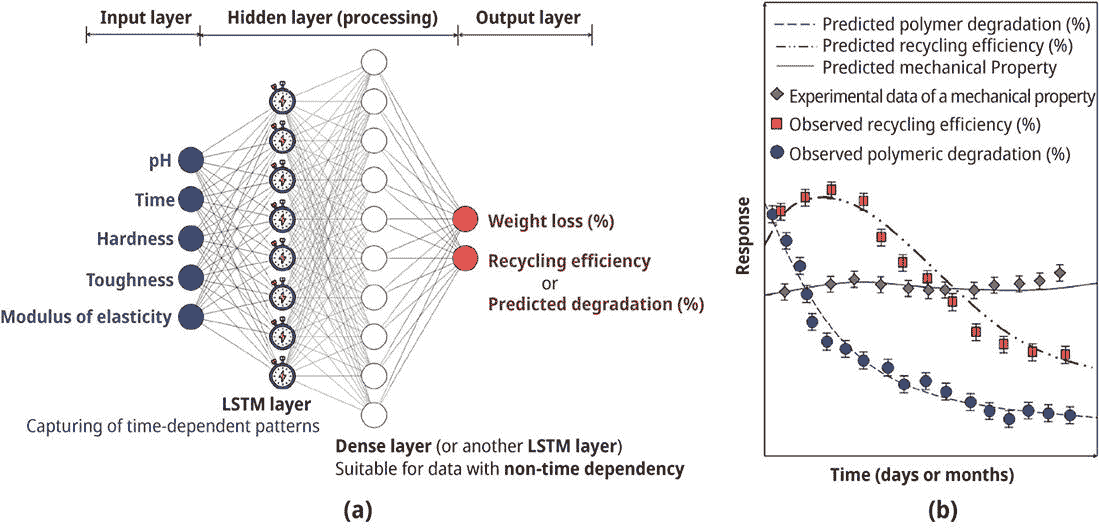 Input layer
Hidden layer (processing)
Output layer
pH
Time
Hardness
Toughness
Modulus of elasticity
Weight loss (%)
Recycling efficiency
or
Predicted degradation (%)
LSTM layer
Capturing of time-dependent patterns
Dense layer (or another LSTM layer)
Suitable for data with non-time dependency
(a)
Predicted polymer degradation (%)
Predicted recycling efficiency (%)
Predicted mechanical Property
Experimental data of a mechanical property
Observed recycling efficiency (%)
Observed polymeric degradation (%)
Response
Time (days or months)
(b)